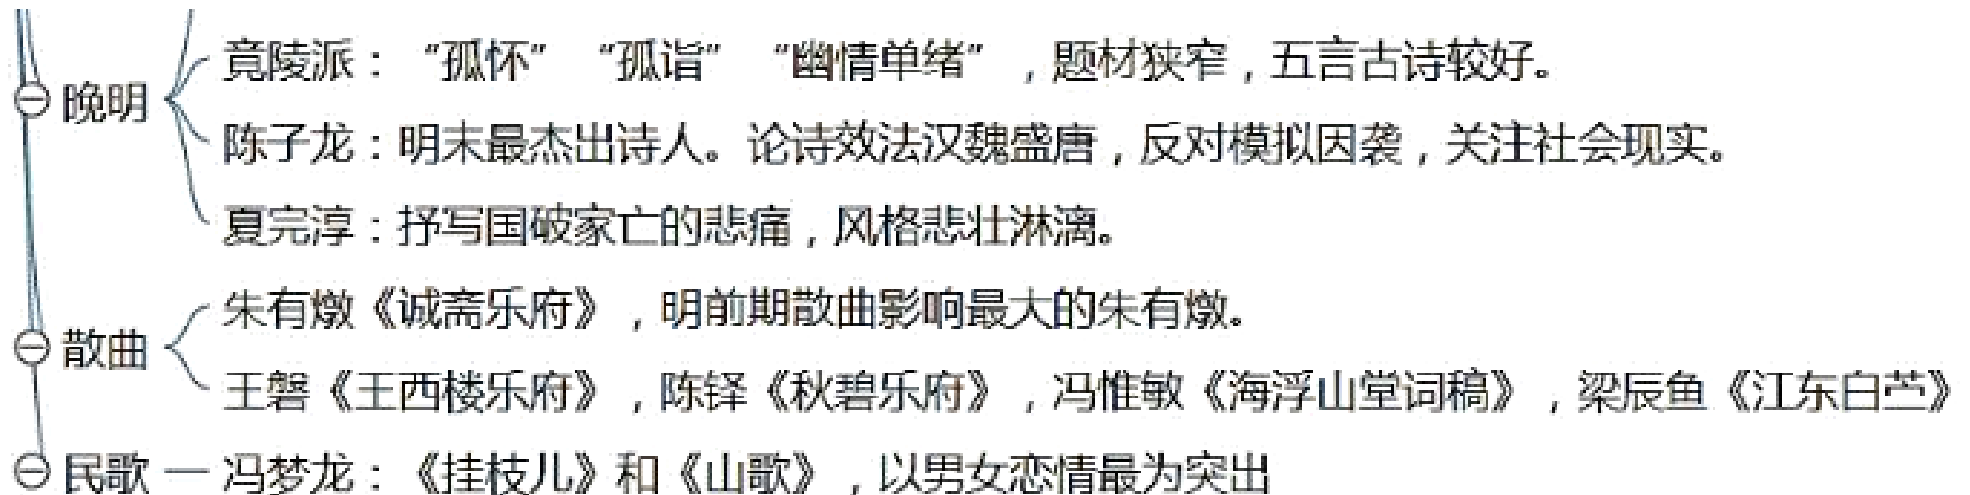 竟陵派：“孤怀” “孤诣” “幽情单绪”，题材狭窄，五言古诗较好。
晚明
陈子龙：明末最杰出诗人。论诗效法汉魏盛唐，反对模拟因袭，关注社会现实。
夏完淳：抒写国破家亡的悲痛，风格悲壮淋漓。
朱有燉《诚斋乐府》，明前期散曲影响最大的朱有燉。
散曲
王磐《王西楼乐府》，陈铎《秋碧乐府》，冯惟敏《海浮山堂词稿》，梁辰鱼《江东白苎》
民歌 冯梦龙：《挂枝儿》和《山歌》，以男女恋情最为突出